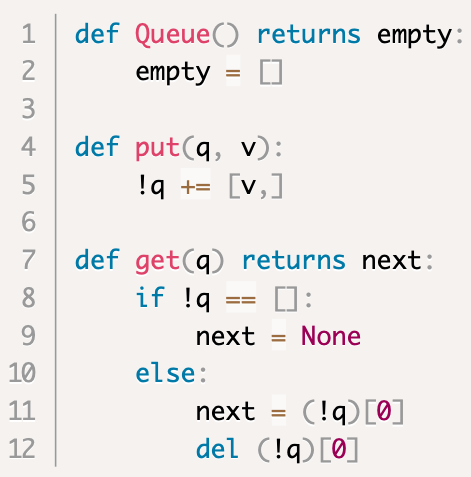 1 def Queue() returns empty:
2     empty = []
3
4 def put(q, v):
5     !q += [v,]
6
7 def get(q) returns next:
8     if !q == []:
9         next = None
10     else:
11         next = (!q)[0]
12         del (!q)[0]